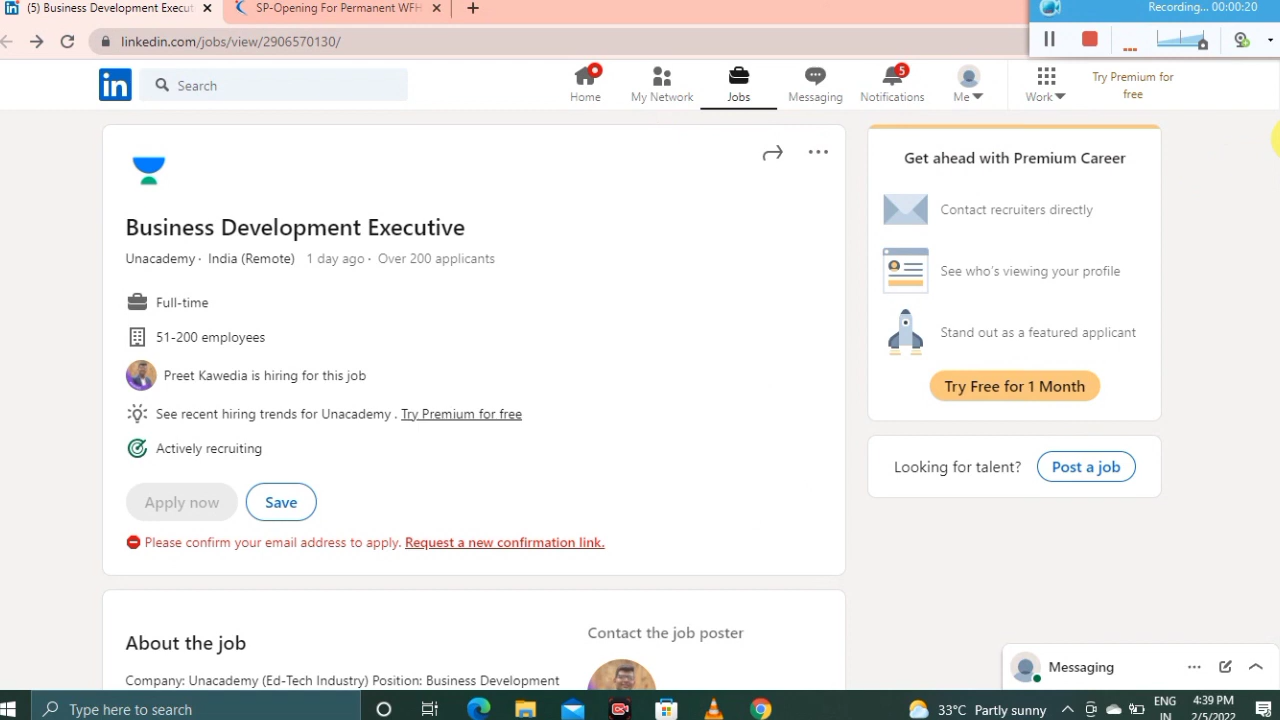 (5) Business Development Execut
SP-Opening For Permanent WFH
Recording... 00:00:20
linkedin.com/jobs/view/2906570130/
in
Search
Home
My Network
Jobs
Messaging
5
Notifications
Me
Work
Try Premium for
free
Business Development Executive
Unacademy · India (Remote) 1 day ago · Over 200 applicants
Full-time
51-200 employees
Preet Kawedia is hiring for this job
See recent hiring trends for Unacademy . Try Premium for free
Actively recruiting
Apply now
Save
Please confirm your email address to apply. Request a new confirmation link.
Get ahead with Premium Career
Contact recruiters directly
See who's viewing your profile
Stand out as a featured applicant
Try Free for 1 Month
Looking for talent?
Post a job
About the job
Company: Unacademy (Ed-Tech Industry) Position: Business Development
Contact the job poster
Messaging
Type here to search
33°C Partly sunny
ENG
IN
4:39 PM
2/5/2022